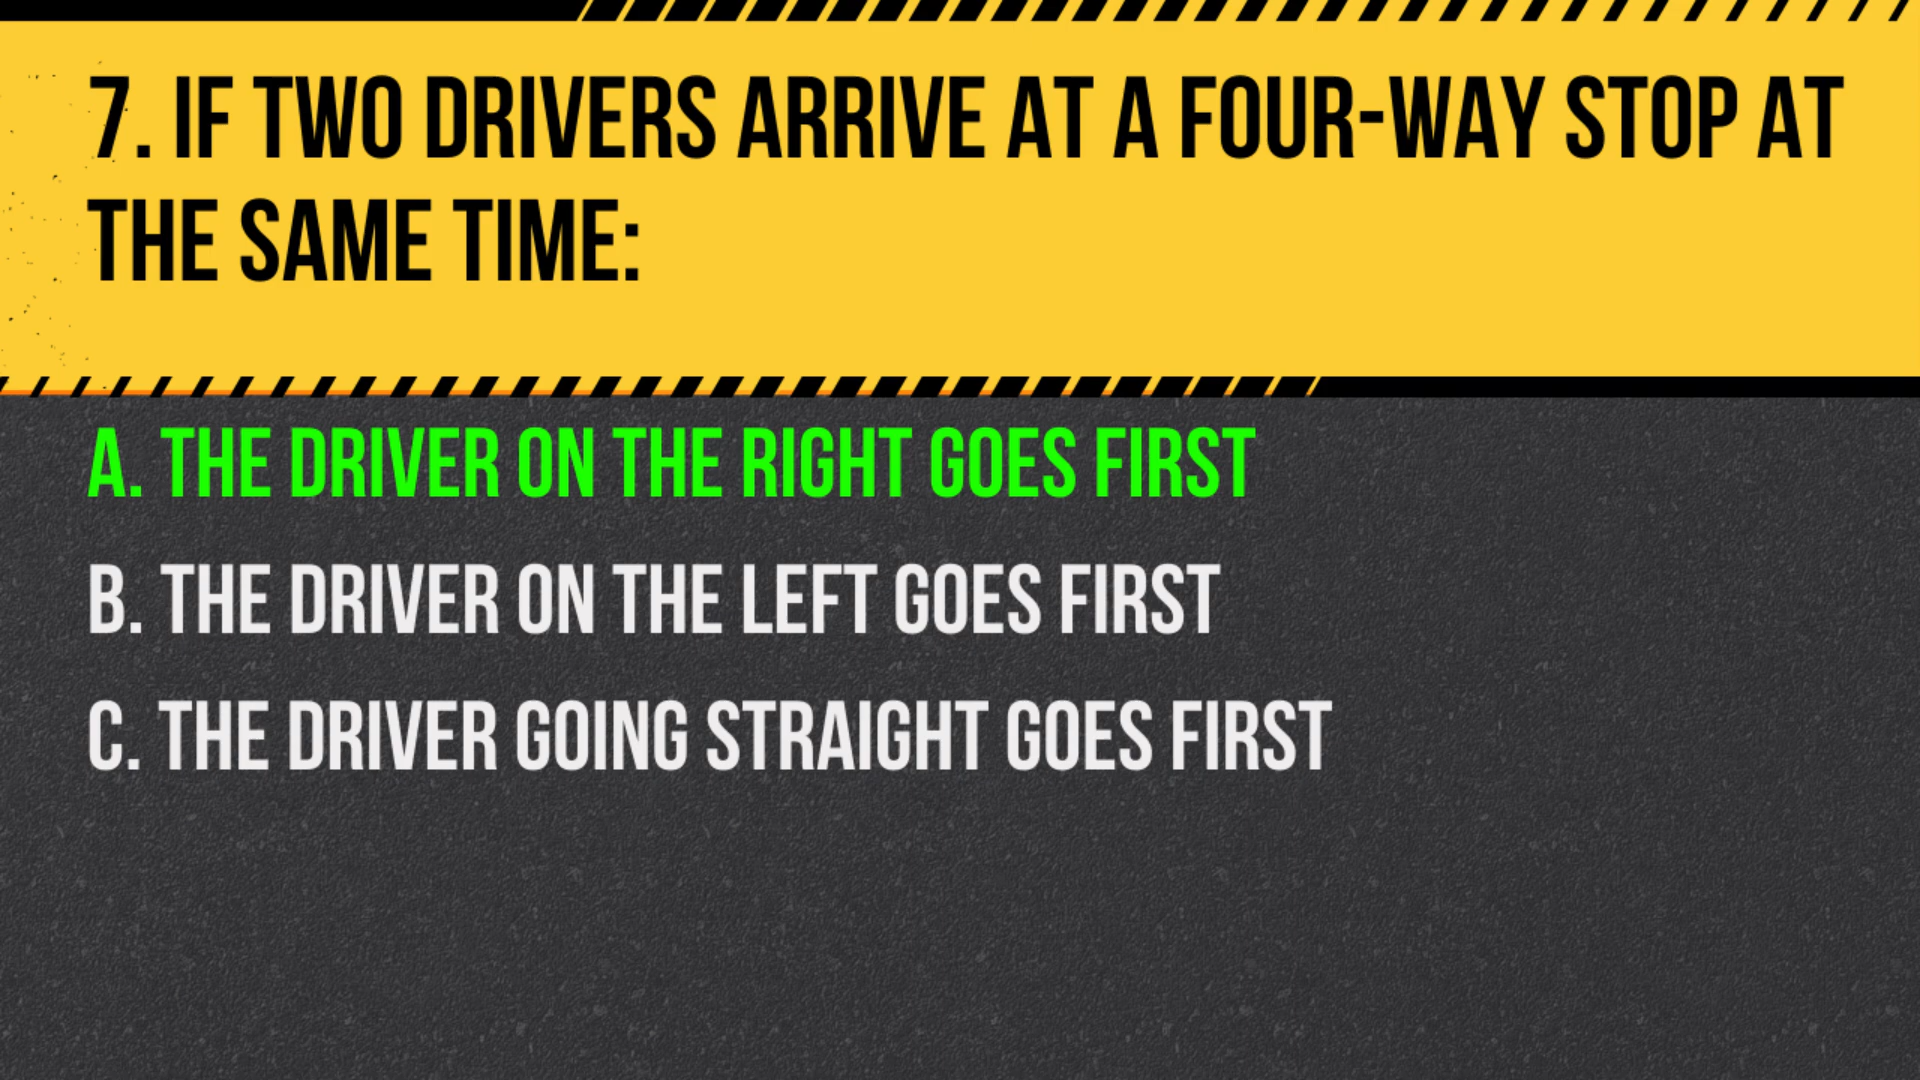 7. IF TWO DRIVERS ARRIVE AT A FOUR-WAY STOP AT
THE SAME TIME:
A. THE DRIVER ON THE RIGHT GOES FIRST
B. THE DRIVER ON THE LEFT GOES FIRST
C. THE DRIVER GOING STRAIGHT GOES FIRST